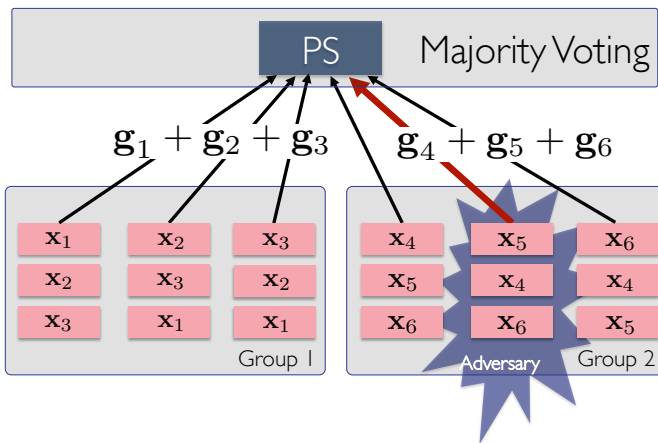 PS Majority Voting
g₁ + g₂ + g₃ g₄ + g₅ + g₆
x₁ x₂ x₃ x₄ x₅ x₆
x₂ x₃ x₂ x₅ x₄ x₄
x₃ x₁ x₁ x₆ x₆ x₅
Group 1 Adversary Group 2